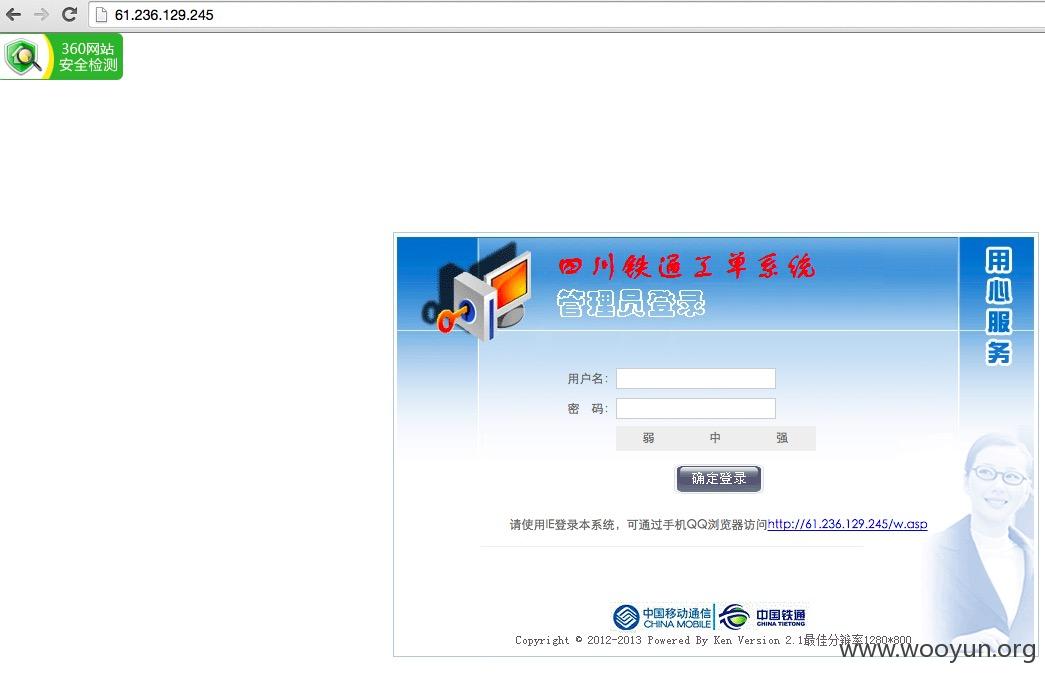 61.236.129.245
360网站
安全检测
四川铁通工单系统
管理员登录
用心服务
用户名:
密 码:
弱 中 强
确定登录
请使用IE登录本系统，可通过手机QQ浏览器访问http://61.236.129.245/w.asp
中国移动通信
CHINA MOBILE
中国铁通
CHINA TIETONG
Copyright © 2012-2013 Powered By Ken Version 2.1最佳分辨率1280*800
www.wooyun.org